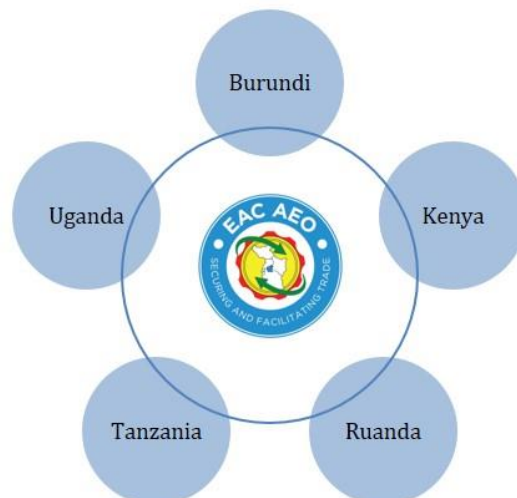 Burundi
Uganda
EAC AEO
SECURING AND FACILITATING TRADE
Kenya
Tanzania
Ruanda